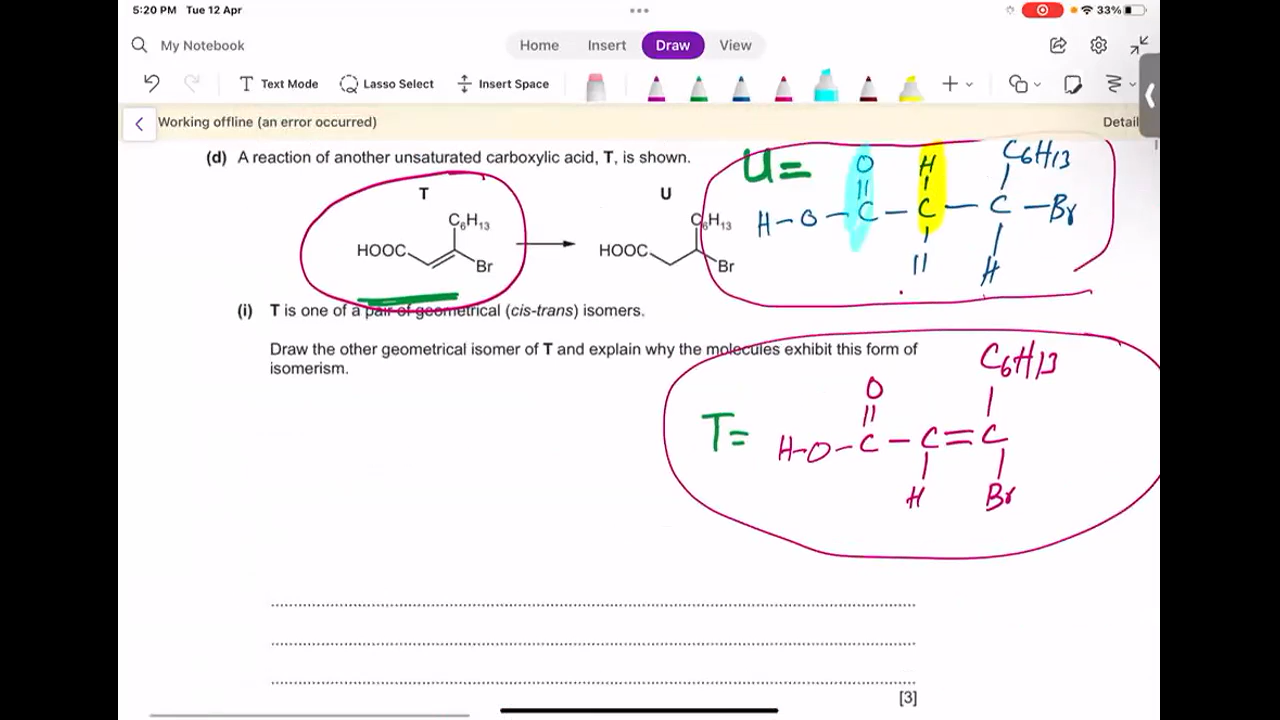 5:20 PM Tue 12 Apr
33%
My Notebook
Home Insert Draw View
Text Mode Lasso Select Insert Space
Working offline (an error occurred) Detail
(d) A reaction of another unsaturated carboxylic acid, T, is shown.
T
C6H13
HOOC
Br
U
C6H13
HOOC
Br
U=
O H C6H13
H-O-C-C-C-Br
H
(i) T is one of a pair of geometrical (cis-trans) isomers.
Draw the other geometrical isomer of T and explain why the molecules exhibit this form of
isomerism.
C6H13
O
T= H-O-C-C=C
H Br
[3]